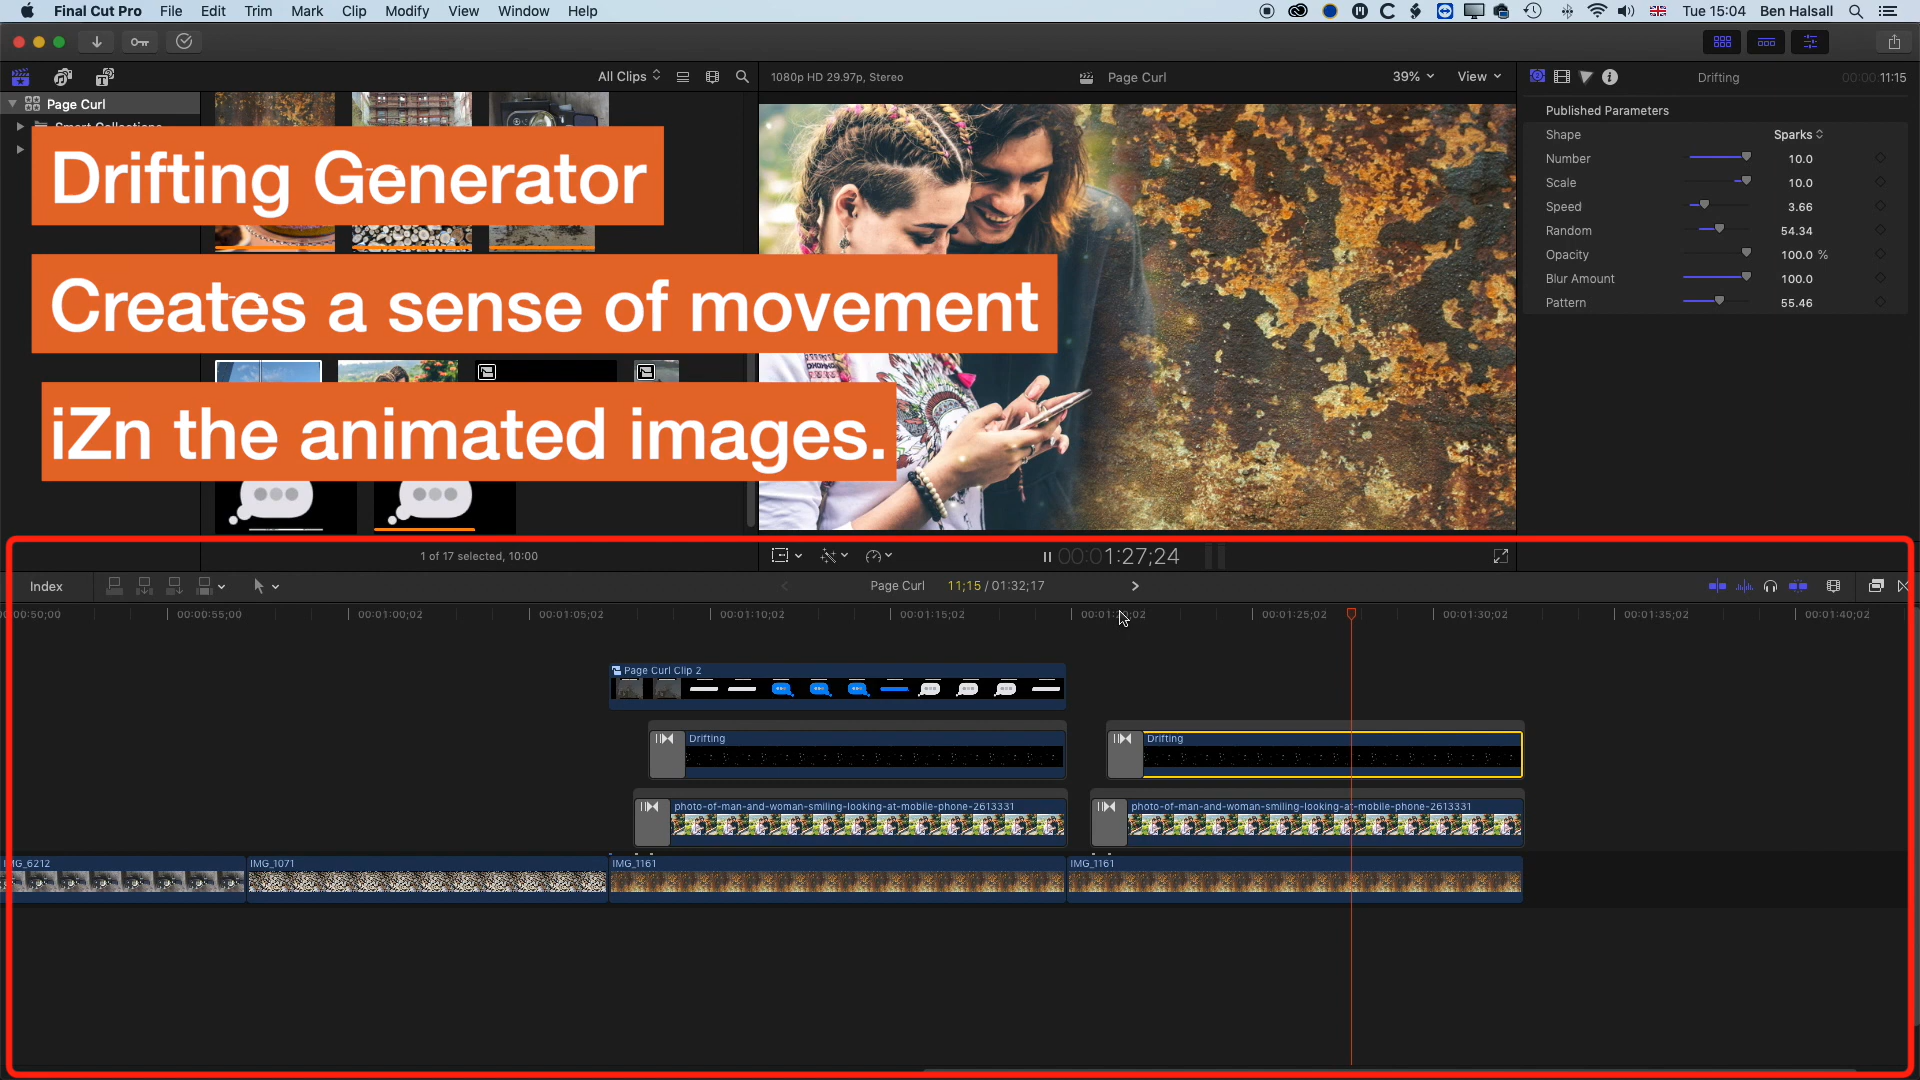 Final Cut Pro File Edit Trim Mark Clip Modify View Window Help Tue 15:04 Ben Halsall
All Clips 1080p HD 29.97p, Stereo Page Curl 39% View Drifting 00:00:11:15
Page Curl
Smart Collections
Published Parameters
Shape Sparks
Number 10.0
Scale 10.0
Speed 3.66
Random 54.34
Opacity 100.0 %
Blur Amount 100.0
Pattern 55.46
Drifting Generator
Creates a sense of movement
iZn the animated images.
1 of 17 selected, 10:00
00:01:27;24
Index Page Curl 11;15 / 01:32;17
00:00:50;00 00:00:55;00 00:01:00;02 00:01:05;02 00:01:10;02 00:01:15;02 00:01:20;02 00:01:25;02 00:01:30;02 00:01:35;02 00:01:40;02
Page Curl Clip 2
Drifting Drifting
photo-of-man-and-woman-smiling-looking-at-mobile-phone-2613331 photo-of-man-and-woman-smiling-looking-at-mobile-phone-2613331
IMG_6212 IMG_1071 IMG_1161 IMG_1161